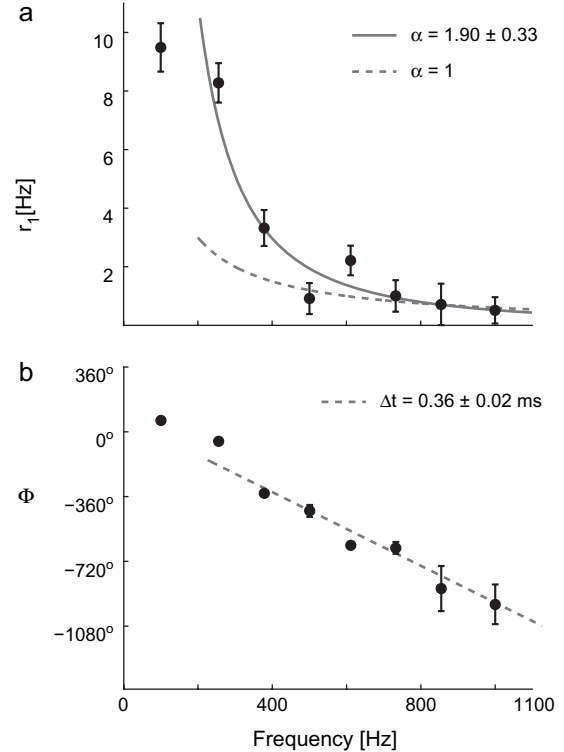 a
10
8
6
4
2
r₁[Hz]
α = 1.90 ± 0.33
α = 1
b
360°
0°
−360°
−720°
−1080°
Φ
Δt = 0.36 ± 0.02 ms
0 400 800 1100
Frequency [Hz]